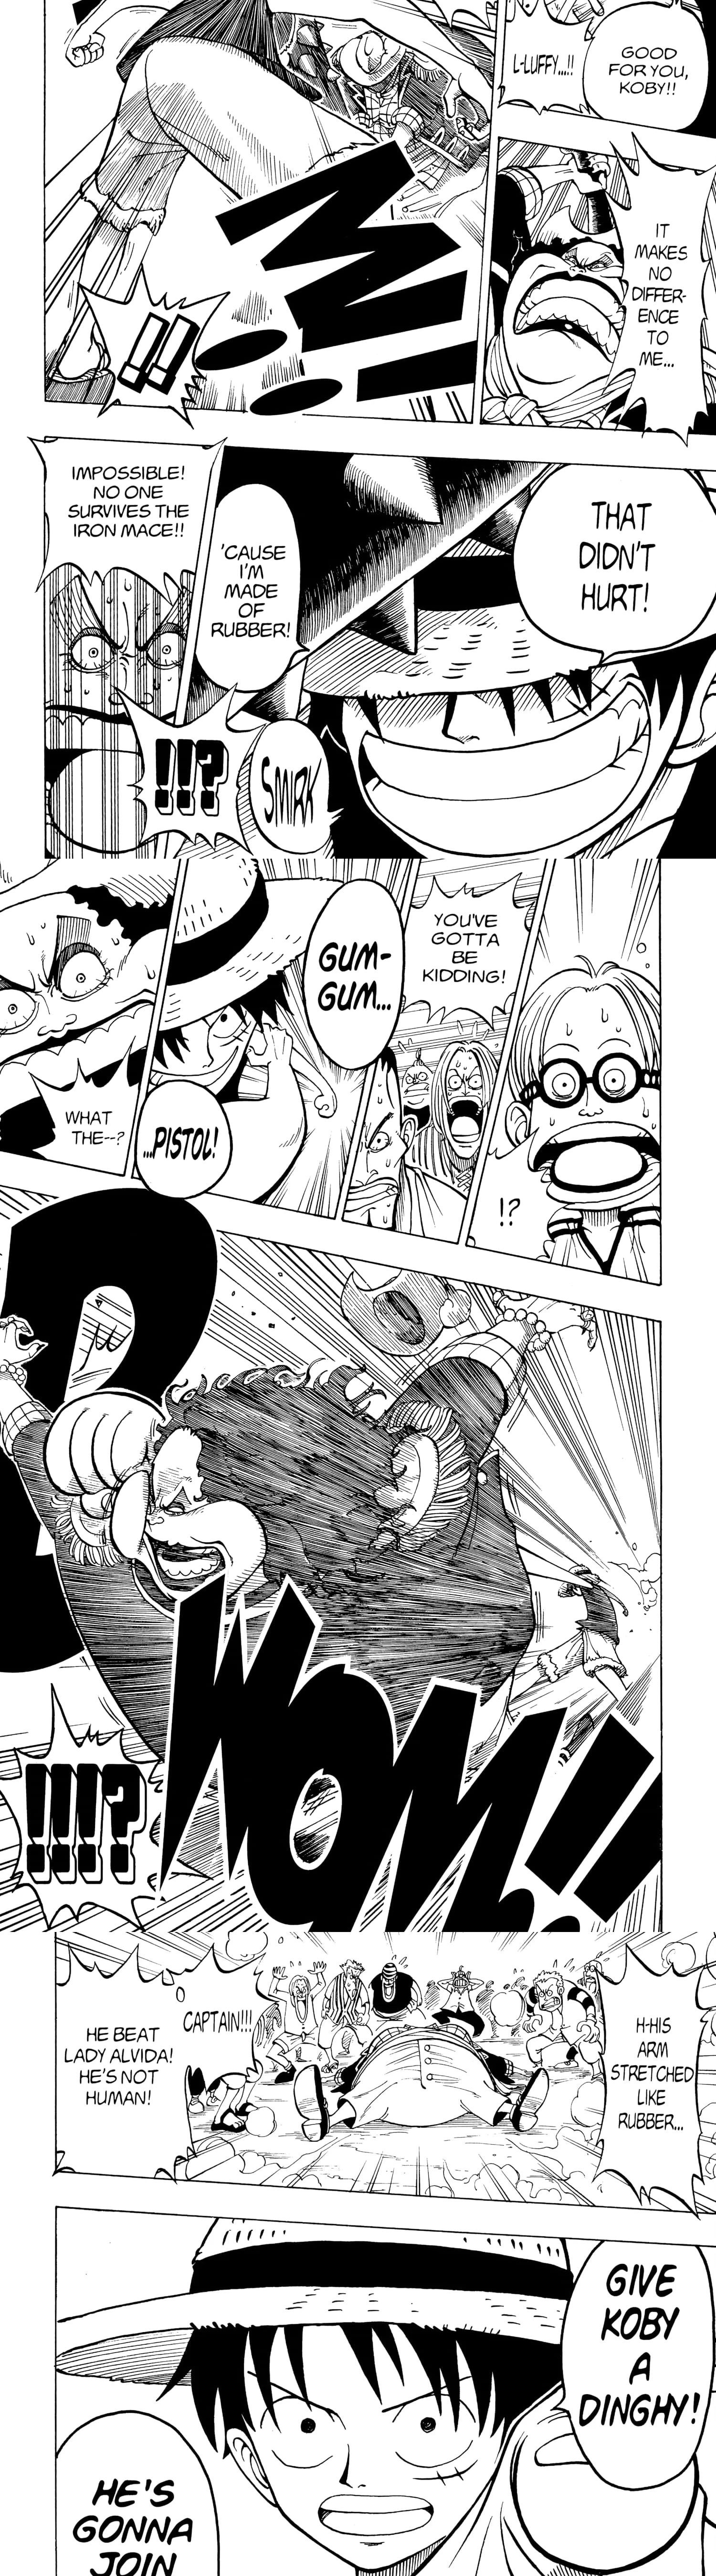 GOOD
FOR YOU,
KOBY!!
L-LUFFY...!!
IT
MAKES
NO
DIFFER-
ENCE
TO
ME...
!!
THAT
DIDN'T
HURT!
'CAUSE
I'M
MADE
OF
RUBBER!
SMIRK
IMPOSSIBLE!
NO ONE
SURVIVES THE
IRON MACE!!
!!?
!?
YOU'VE
GOTTA
BE
KIDDING!
GUM-
GUM...
...PISTOL!
WHAT
THE--?
WOM!!
!!!?
H-HIS
ARM
STRETCHED
LIKE
RUBBER...
CAPTAIN!!!
HE BEAT
LADY ALVIDA!
HE'S NOT
HUMAN!
GIVE
KOBY
A
DINGHY!
HE'S
GONNA
JOIN